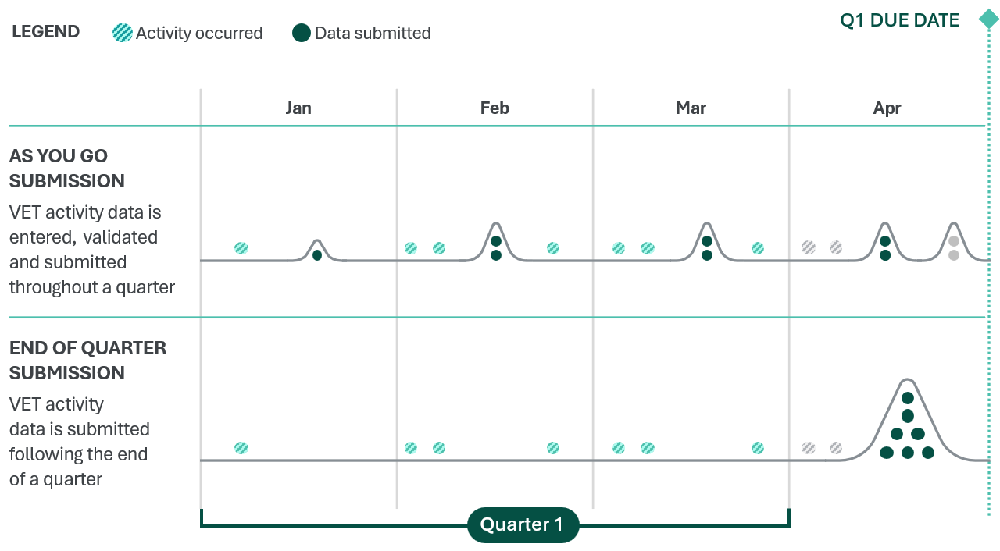 LEGEND
Activity occurred
Data submitted
Q1 DUE DATE
Jan
Feb
Mar
Apr
AS YOU GO
SUBMISSION
VET activity data is
entered, validated
and submitted
throughout a quarter
END OF QUARTER
SUBMISSION
VET activity
data is submitted
following the end
of a quarter
Quarter 1